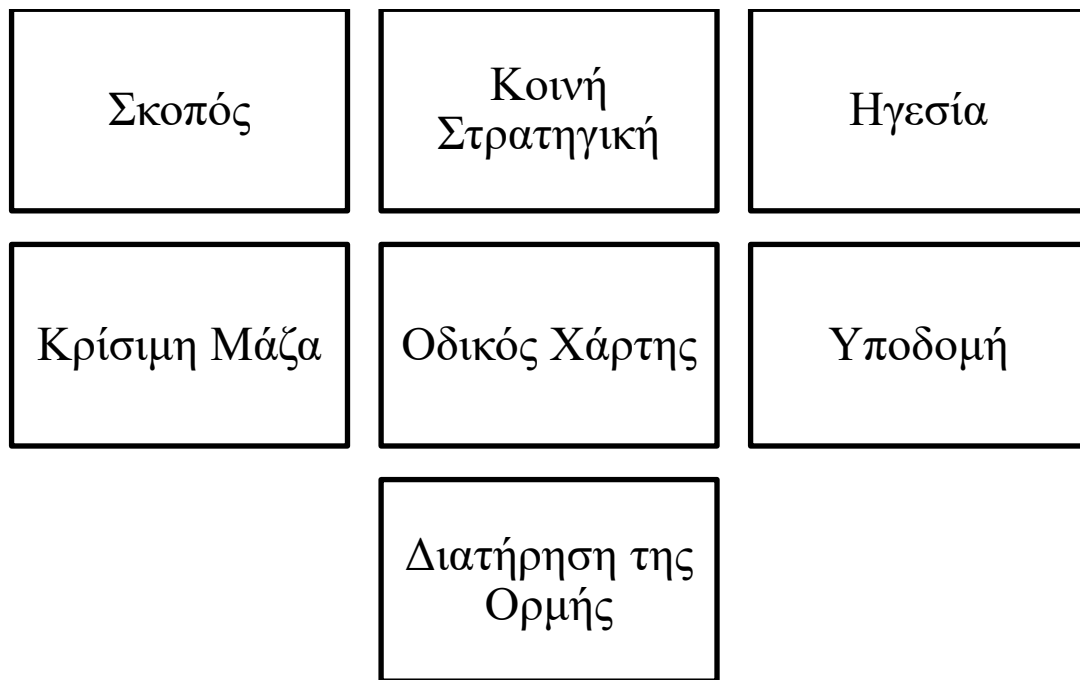 Σκοπός
Κοινή
Στρατηγική
Ηγεσία
Κρίσιμη Μάζα
Οδικός Χάρτης
Υποδομή
Διατήρηση της
Ορμής